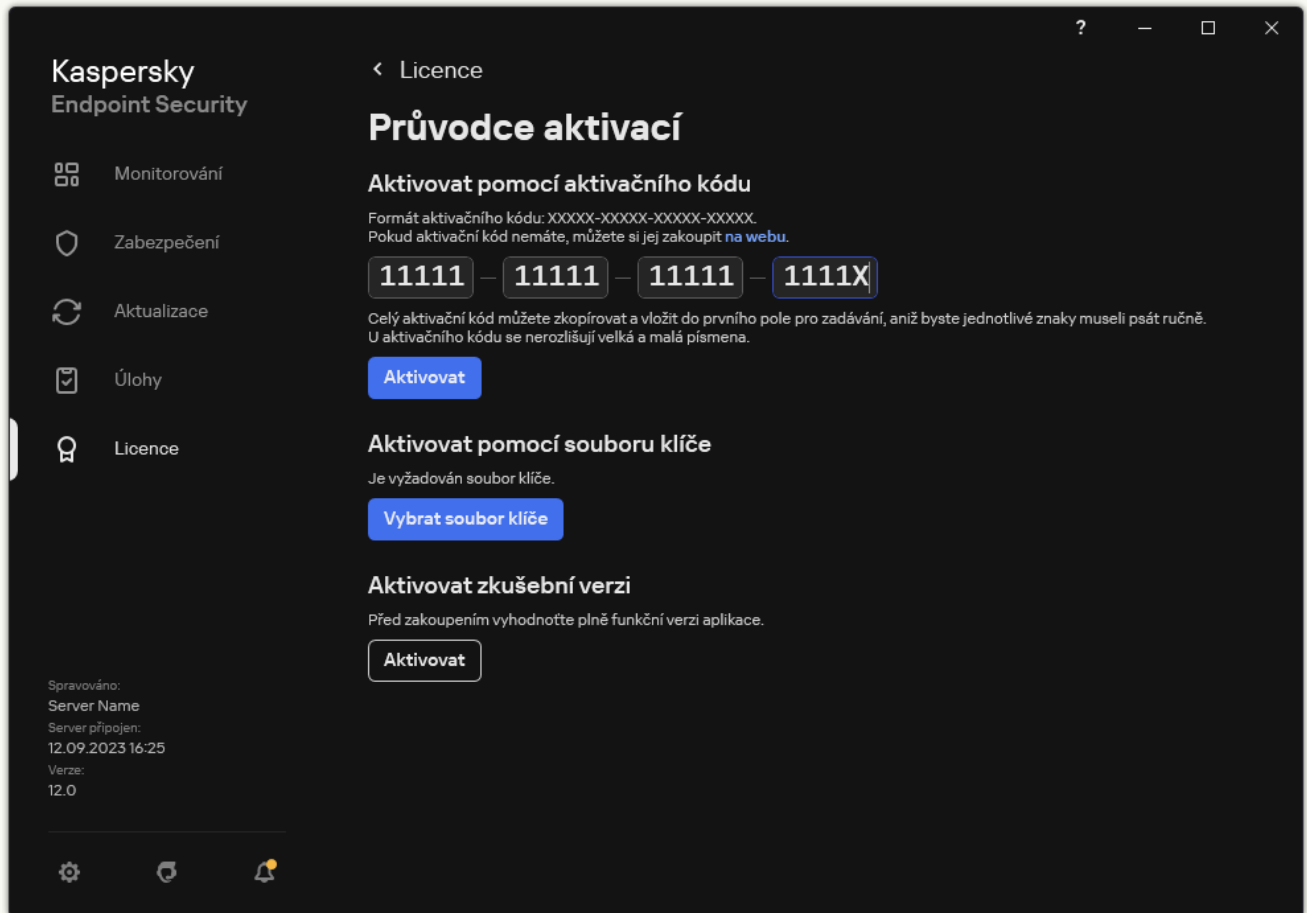 ?
Kaspersky
Endpoint Security
Monitorování
Zabezpečení
Aktualizace
Úlohy
Licence
Spravováno:
Server Name
Server připojen:
12.09.2023 16:25
Verze:
12.0
Licence
Průvodce aktivací
Aktivovat pomocí aktivačního kódu
Formát aktivačního kódu: XXXXX-XXXXX-XXXXX-XXXXX.
Pokud aktivační kód nemáte, můžete si jej zakoupit na webu.
11111 – 11111 – 11111 – 1111X
Celý aktivační kód můžete zkopírovat a vložit do prvního pole pro zadávání, aniž byste jednotlivé znaky museli psát ručně.
U aktivačního kódu se nerozlišují velká a malá písmena.
Aktivovat
Aktivovat pomocí souboru klíče
Je vyžadován soubor klíče.
Vybrat soubor klíče
Aktivovat zkušební verzi
Před zakoupením vyhodnoťte plně funkční verzi aplikace.
Aktivovat